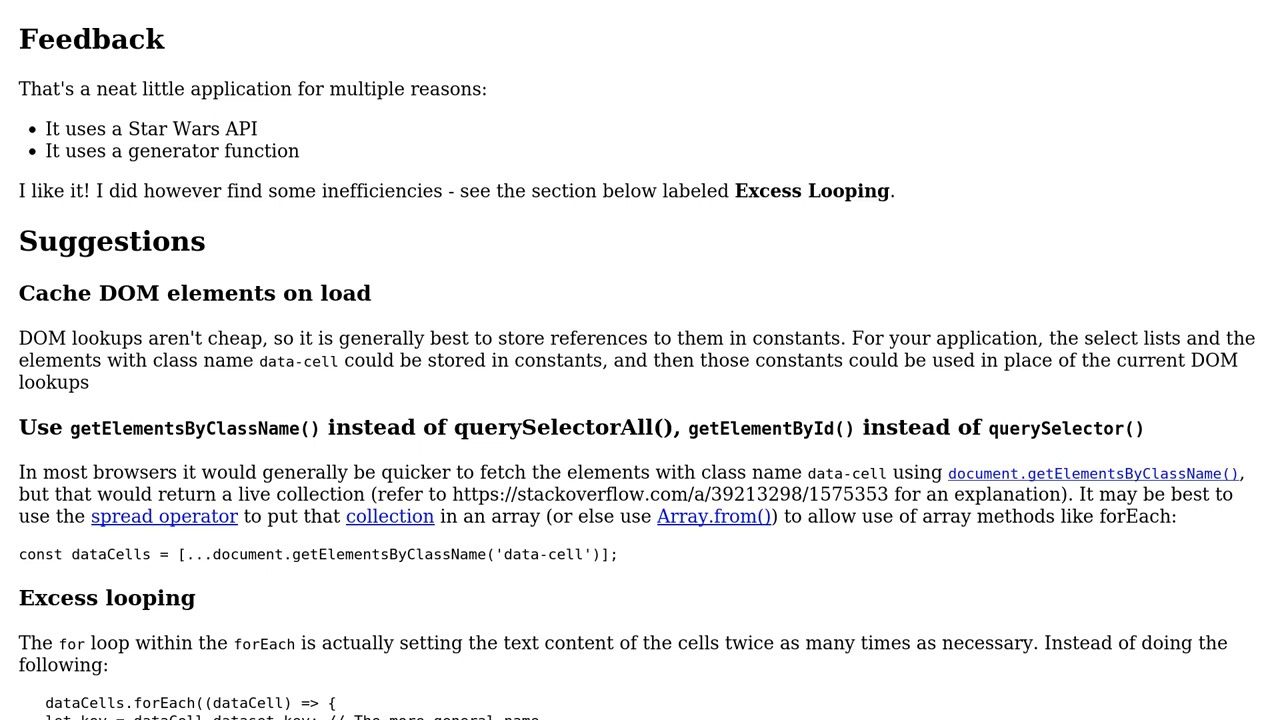 Feedback
That's a neat little application for multiple reasons:
• It uses a Star Wars API
• It uses a generator function
I like it! I did however find some inefficiencies - see the section below labeled Excess Looping.
Suggestions
Cache DOM elements on load
DOM lookups aren't cheap, so it is generally best to store references to them in constants. For your application, the select lists and the
elements with class name data-cell could be stored in constants, and then those constants could be used in place of the current DOM
lookups
Use getElementsByClassName() instead of querySelectorAll(), getElementById() instead of querySelector()
In most browsers it would generally be quicker to fetch the elements with class name data-cell using document.getElementsByClassName(),
but that would return a live collection (refer to https://stackoverflow.com/a/39213298/1575353 for an explanation). It may be best to
use the spread operator to put that collection in an array (or else use Array.from()) to allow use of array methods like forEach:
const dataCells = [...document.getElementsByClassName('data-cell')];
Excess looping
The for loop within the forEach is actually setting the text content of the cells twice as many times as necessary. Instead of doing the
following:
dataCells.forEach((dataCell) => {
let key = dataCell.dataset.key; // The more general name